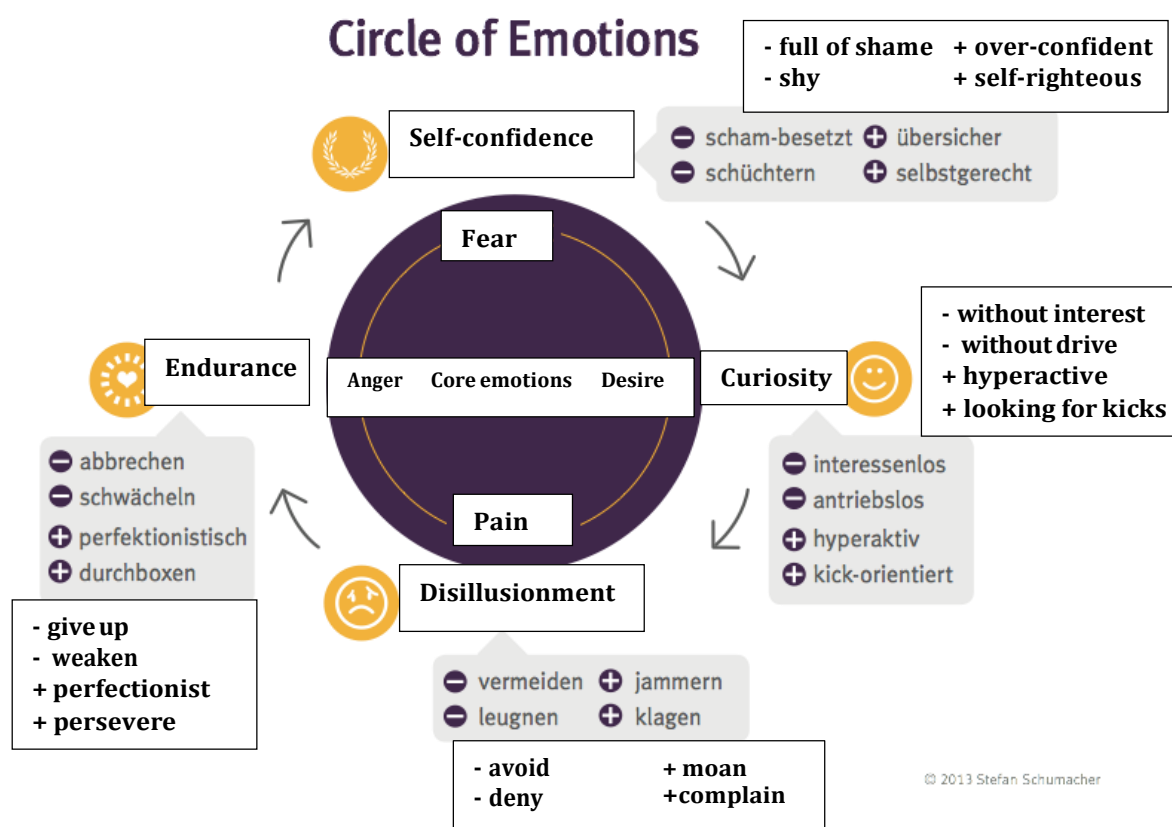 Circle of Emotions
- full of shame + over-confident
- shy + self-righteous
Self-confidence
− scham-besetzt + übersicher
− schüchtern + selbstgerecht
Fear
- without interest
- without drive
+ hyperactive
+ looking for kicks
Endurance
Anger Core emotions Desire
Curiosity
− abbrechen
− schwächeln
+ perfektionistisch
+ durchboxen
− interessenlos
− antriebslos
+ hyperaktiv
+ kick-orientiert
Pain
Disillusionment
- give up
- weaken
+ perfectionist
+ persevere
− vermeiden + jammern
− leugnen + klagen
- avoid + moan
- deny +complain
© 2013 Stefan Schumacher